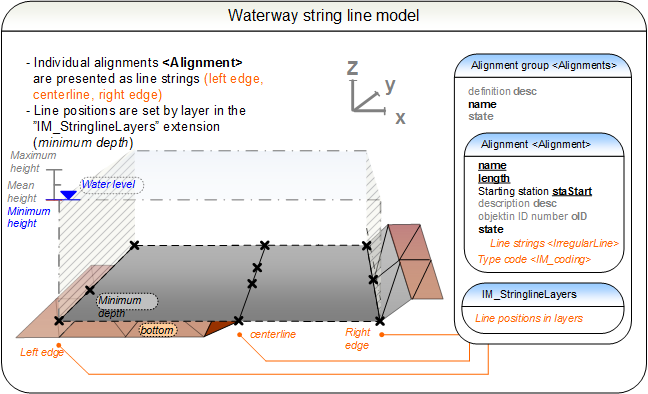 Waterway string line model
- Individual alignments <Alignment>
are presented as line strings (left edge,
centerline, right edge)
- Line positions are set by layer in the
"IM_StringlineLayers" extension
(minimum depth)
z
y
x
Maximum
height
Mean
height
Minimum
height
Water level
Minimum
depth
bottom
Left edge
centerline
Right
edge
Alignment group <Alignments>
definition desc
name
state
Alignment <Alignment>
name
length
Starting station staStart
description desc
objektin ID number oID
state
Line strings <IrregularLine>
Type code <IM_coding>
IM_StringlineLayers
Line positions in layers